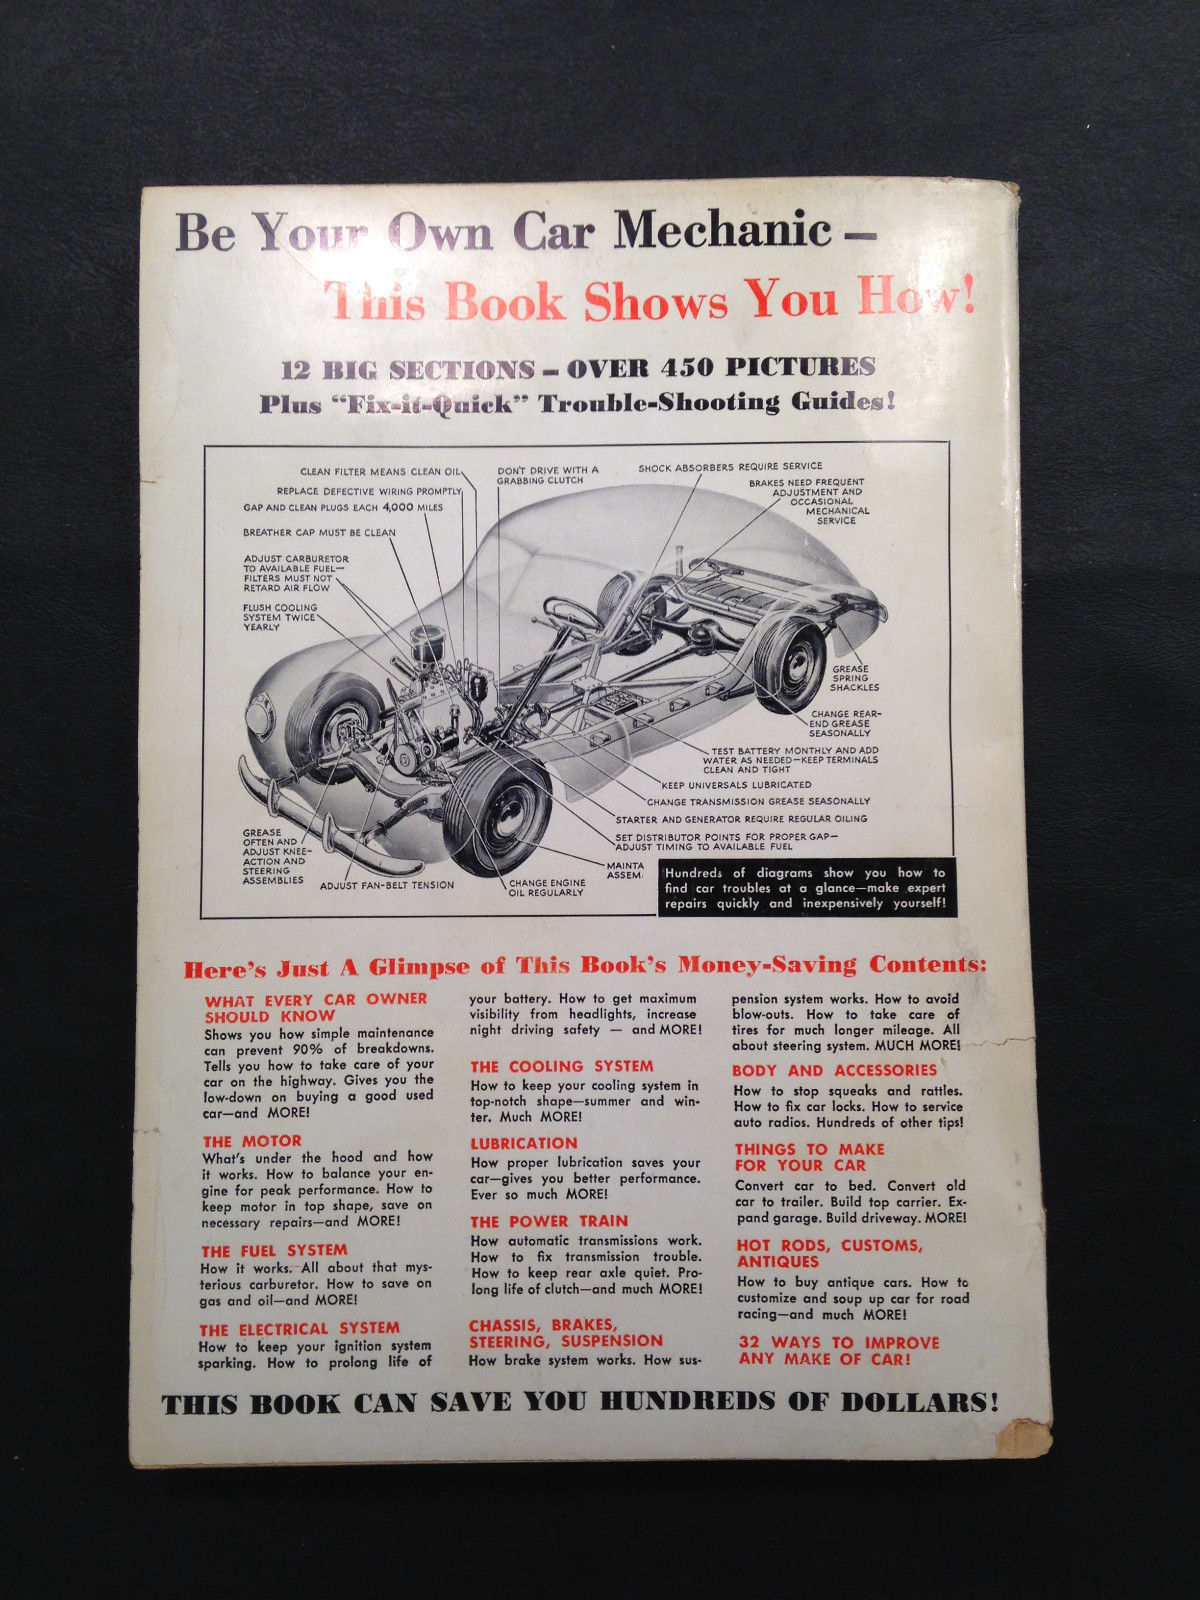 Be Your Own Car Mechanic –
This Book Shows You How!
12 BIG SECTIONS – OVER 450 PICTURES
Plus "Fix-it-Quick" Trouble-Shooting Guides!
CLEAN FILTER MEANS CLEAN OIL
REPLACE DEFECTIVE WIRING PROMPTLY
GAP AND CLEAN PLUGS EACH 4,000 MILES
BREATHER CAP MUST BE CLEAN
ADJUST CARBURETOR
TO AVAILABLE FUEL—
FILTERS MUST NOT
RETARD AIR FLOW
FLUSH COOLING
SYSTEM TWICE
YEARLY
DON'T DRIVE WITH A
GRABBING CLUTCH
SHOCK ABSORBERS REQUIRE SERVICE
BRAKES NEED FREQUENT
ADJUSTMENT AND
OCCASIONAL
MECHANICAL
SERVICE
GREASE
SPRING
SHACKLES
CHANGE REAR-
END GREASE
SEASONALLY
TEST BATTERY MONTHLY AND ADD
WATER AS NEEDED—KEEP TERMINALS
CLEAN AND TIGHT
KEEP UNIVERSALS LUBRICATED
CHANGE TRANSMISSION GREASE SEASONALLY
STARTER AND GENERATOR REQUIRE REGULAR OILING
SET DISTRIBUTOR POINTS FOR PROPER GAP—
ADJUST TIMING TO AVAILABLE FUEL
MAINTA
ASSEM
GREASE
OFTEN AND
ADJUST KNEE-
ACTION AND
STEERING
ASSEMBLIES
ADJUST FAN-BELT TENSION
CHANGE ENGINE
OIL REGULARLY
Hundreds of diagrams show you how to
find car troubles at a glance—make expert
repairs quickly and inexpensively yourself!
Here's Just A Glimpse of This Book's Money-Saving Contents:
WHAT EVERY CAR OWNER
SHOULD KNOW
Shows you how simple maintenance
can prevent 90% of breakdowns.
Tells you how to take care of your
car on the highway. Gives you the
low-down on buying a good used
car—and MORE!
THE MOTOR
What's under the hood and how
it works. How to balance your en-
gine for peak performance. How to
keep motor in top shape, save on
necessary repairs—and MORE!
THE FUEL SYSTEM
How it works. All about that mys-
terious carburetor. How to save on
gas and oil—and MORE!
THE ELECTRICAL SYSTEM
How to keep your ignition system
sparking. How to prolong life of
your battery. How to get maximum
visibility from headlights, increase
night driving safety — and MORE!
THE COOLING SYSTEM
How to keep your cooling system in
top-notch shape—summer and win-
ter. Much MORE!
LUBRICATION
How proper lubrication saves your
car—gives you better performance.
Ever so much MORE!
THE POWER TRAIN
How automatic transmissions work.
How to fix transmission trouble.
How to keep rear axle quiet. Pro-
long life of clutch—and much MORE!
CHASSIS, BRAKES,
STEERING, SUSPENSION
How brake system works. How sus-
pension system works. How to avoid
blow-outs. How to take care of
tires for much longer mileage. All
about steering system. MUCH MORE!
BODY AND ACCESSORIES
How to stop squeaks and rattles.
How to fix car locks. How to service
auto radios. Hundreds of other tips!
THINGS TO MAKE
FOR YOUR CAR
Convert car to bed. Convert old
car to trailer. Build top carrier. Ex-
pand garage. Build driveway. MORE!
HOT RODS, CUSTOMS,
ANTIQUES
How to buy antique cars. How to
customize and soup up car for road
racing—and much MORE!
32 WAYS TO IMPROVE
ANY MAKE OF CAR!
THIS BOOK CAN SAVE YOU HUNDREDS OF DOLLARS!